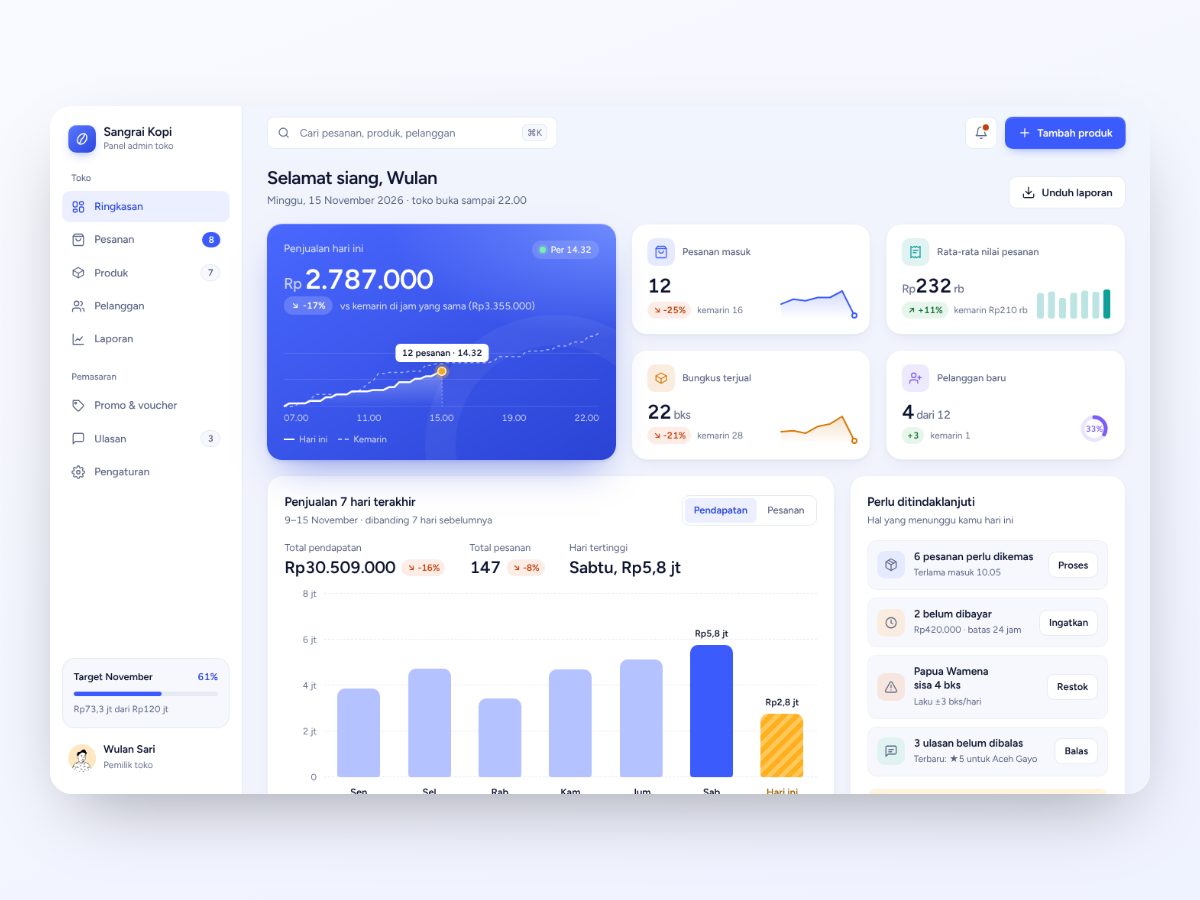 Sangrai Kopi
Panel admin toko
Toko
Ringkasan
Pesanan 8
Produk 7
Pelanggan
Laporan
Pemasaran
Promo & voucher
Ulasan 3
Pengaturan
Target November 61%
Rp73,3 jt dari Rp120 jt
Wulan Sari
Pemilik toko
Cari pesanan, produk, pelanggan ⌘K
Tambah produk
Selamat siang, Wulan
Minggu, 15 November 2026 · toko buka sampai 22.00
Unduh laporan
Penjualan hari ini
Per 14.32
Rp 2.787.000
↘ -17% vs kemarin di jam yang sama (Rp3.355.000)
12 pesanan · 14.32
07.00 11.00 15.00 19.00 22.00
Hari ini Kemarin
Pesanan masuk
12
↘ -25% kemarin 16
Rata-rata nilai pesanan
Rp232 rb
↗ +11% kemarin Rp210 rb
Bungkus terjual
22 bks
↘ -21% kemarin 28
Pelanggan baru
4 dari 12
+3 kemarin 1
33%
Penjualan 7 hari terakhir
9–15 November · dibanding 7 hari sebelumnya
Pendapatan Pesanan
Total pendapatan
Rp30.509.000 ↘ -16%
Total pesanan
147 ↘ -8%
Hari tertinggi
Sabtu, Rp5,8 jt
8 jt
6 jt
4 jt
2 jt
0
Rp5,8 jt
Rp2,8 jt
Sen Sel Rab Kam Jum Sab Hari ini
Perlu ditindaklanjuti
Hal yang menunggu kamu hari ini
6 pesanan perlu dikemas
Terlama masuk 10.05
Proses
2 belum dibayar
Rp420.000 · batas 24 jam
Ingatkan
Papua Wamena
sisa 4 bks
Laku ±3 bks/hari
Restok
3 ulasan belum dibalas
Terbaru: ★5 untuk Aceh Gayo
Balas